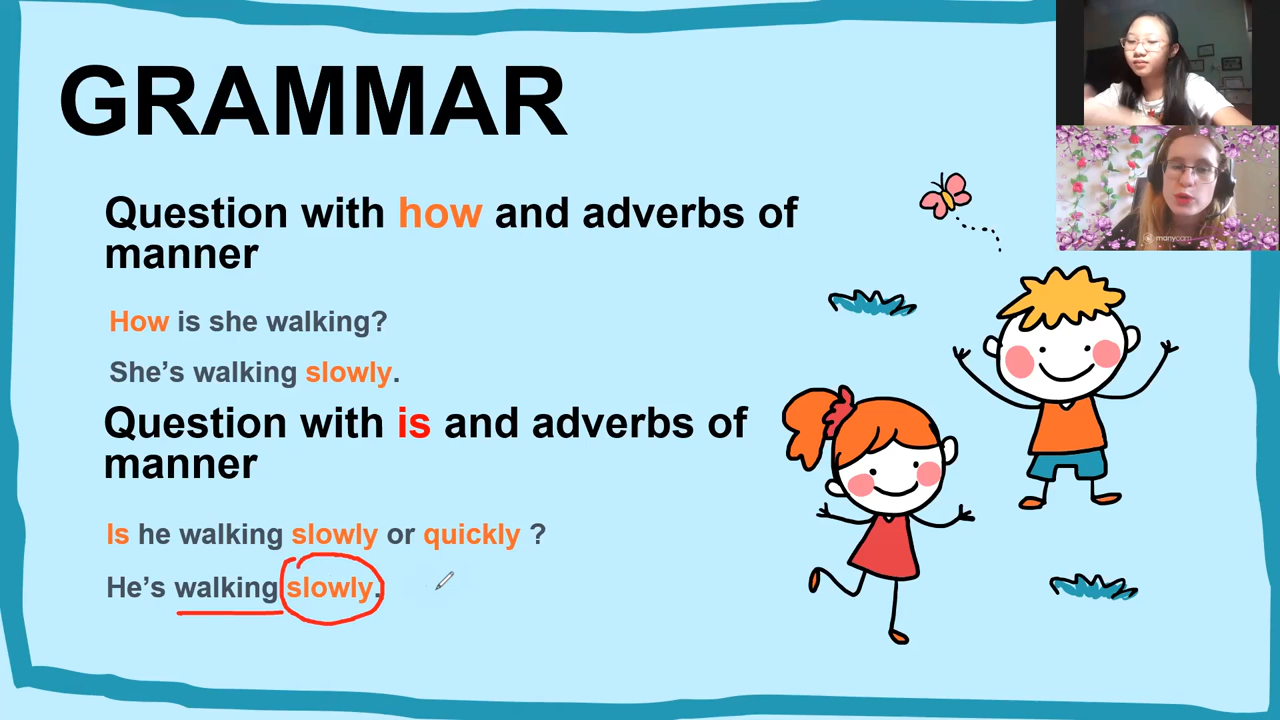 GRAMMAR
Question with how and adverbs of
manner
How is she walking?
She's walking slowly.
Question with is and adverbs of
manner
Is he walking slowly or quickly ?
He's walking slowly.
manycam